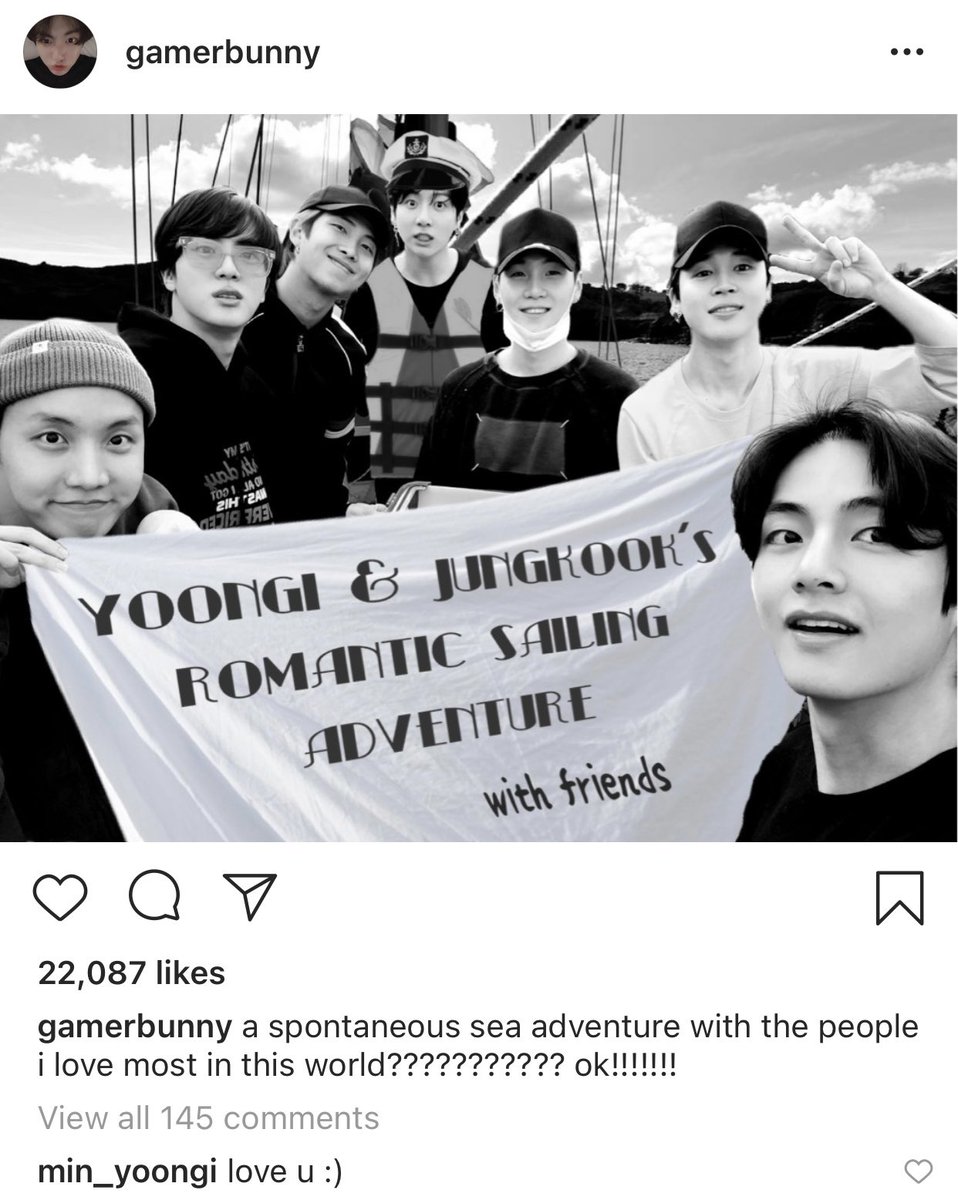 gamerbunny
YOONGI & JUNGKOOK'S
ROMANTIC SAILING
ADVENTURE
with friends
22,087 likes
gamerbunny a spontaneous sea adventure with the people
i love most in this world??????????? ok!!!!!!!
View all 145 comments
min_yoongi love u :)